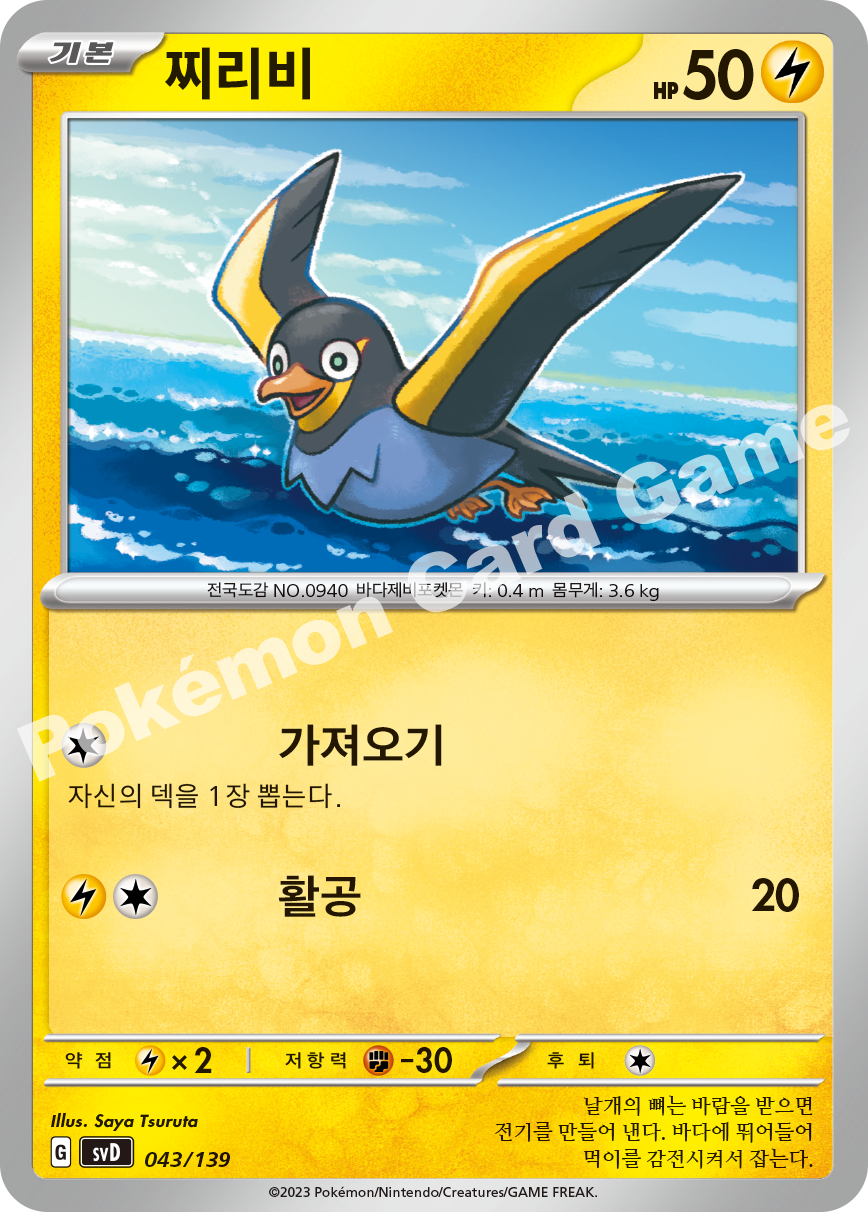 기본 찌리비 HP 50
전국도감 NO.0940 바다제비포켓몬 키: 0.4 m 몸무게: 3.6 kg
Pokémon Card Game
가져오기
자신의 덱을 1장 뽑는다.
활공 20
약점 ×2 저항력 -30 후퇴
Illus. Saya Tsuruta
G svD 043/139
날개의 뼈는 바람을 받으면
전기를 만들어 낸다. 바다에 뛰어들어
먹이를 감전시켜서 잡는다.
©2023 Pokémon/Nintendo/Creatures/GAME FREAK.